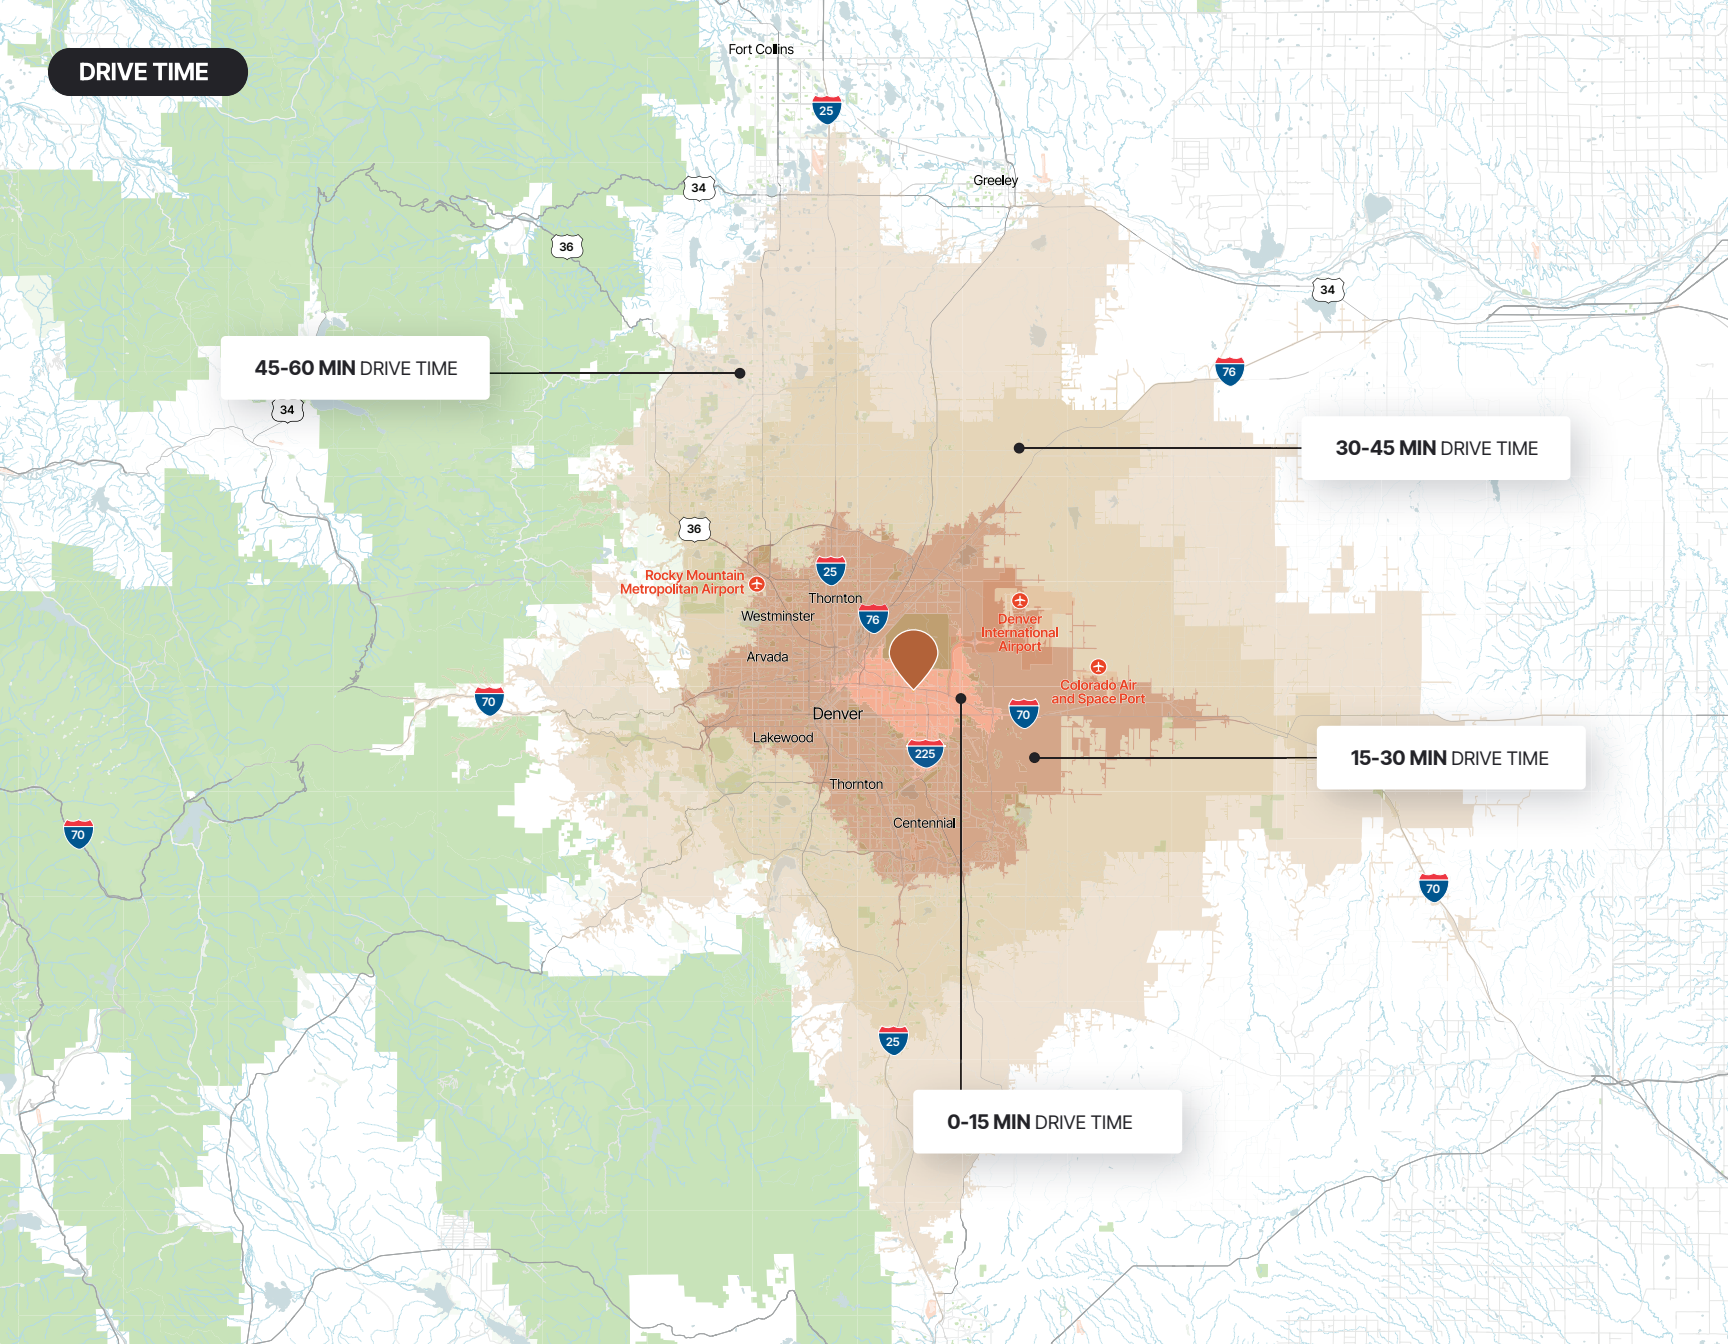 DRIVE TIME
Fort Collins
25
Greeley
34
36
34
45-60 MIN DRIVE TIME
76
34
30-45 MIN DRIVE TIME
36
25
Rocky Mountain
Metropolitan Airport
Thornton
Westminster
76
Denver
International
Airport
Arvada
Colorado Air
and Space Port
70
70
Denver
Lakewood
225
15-30 MIN DRIVE TIME
Thornton
Centennial
70
70
25
0-15 MIN DRIVE TIME